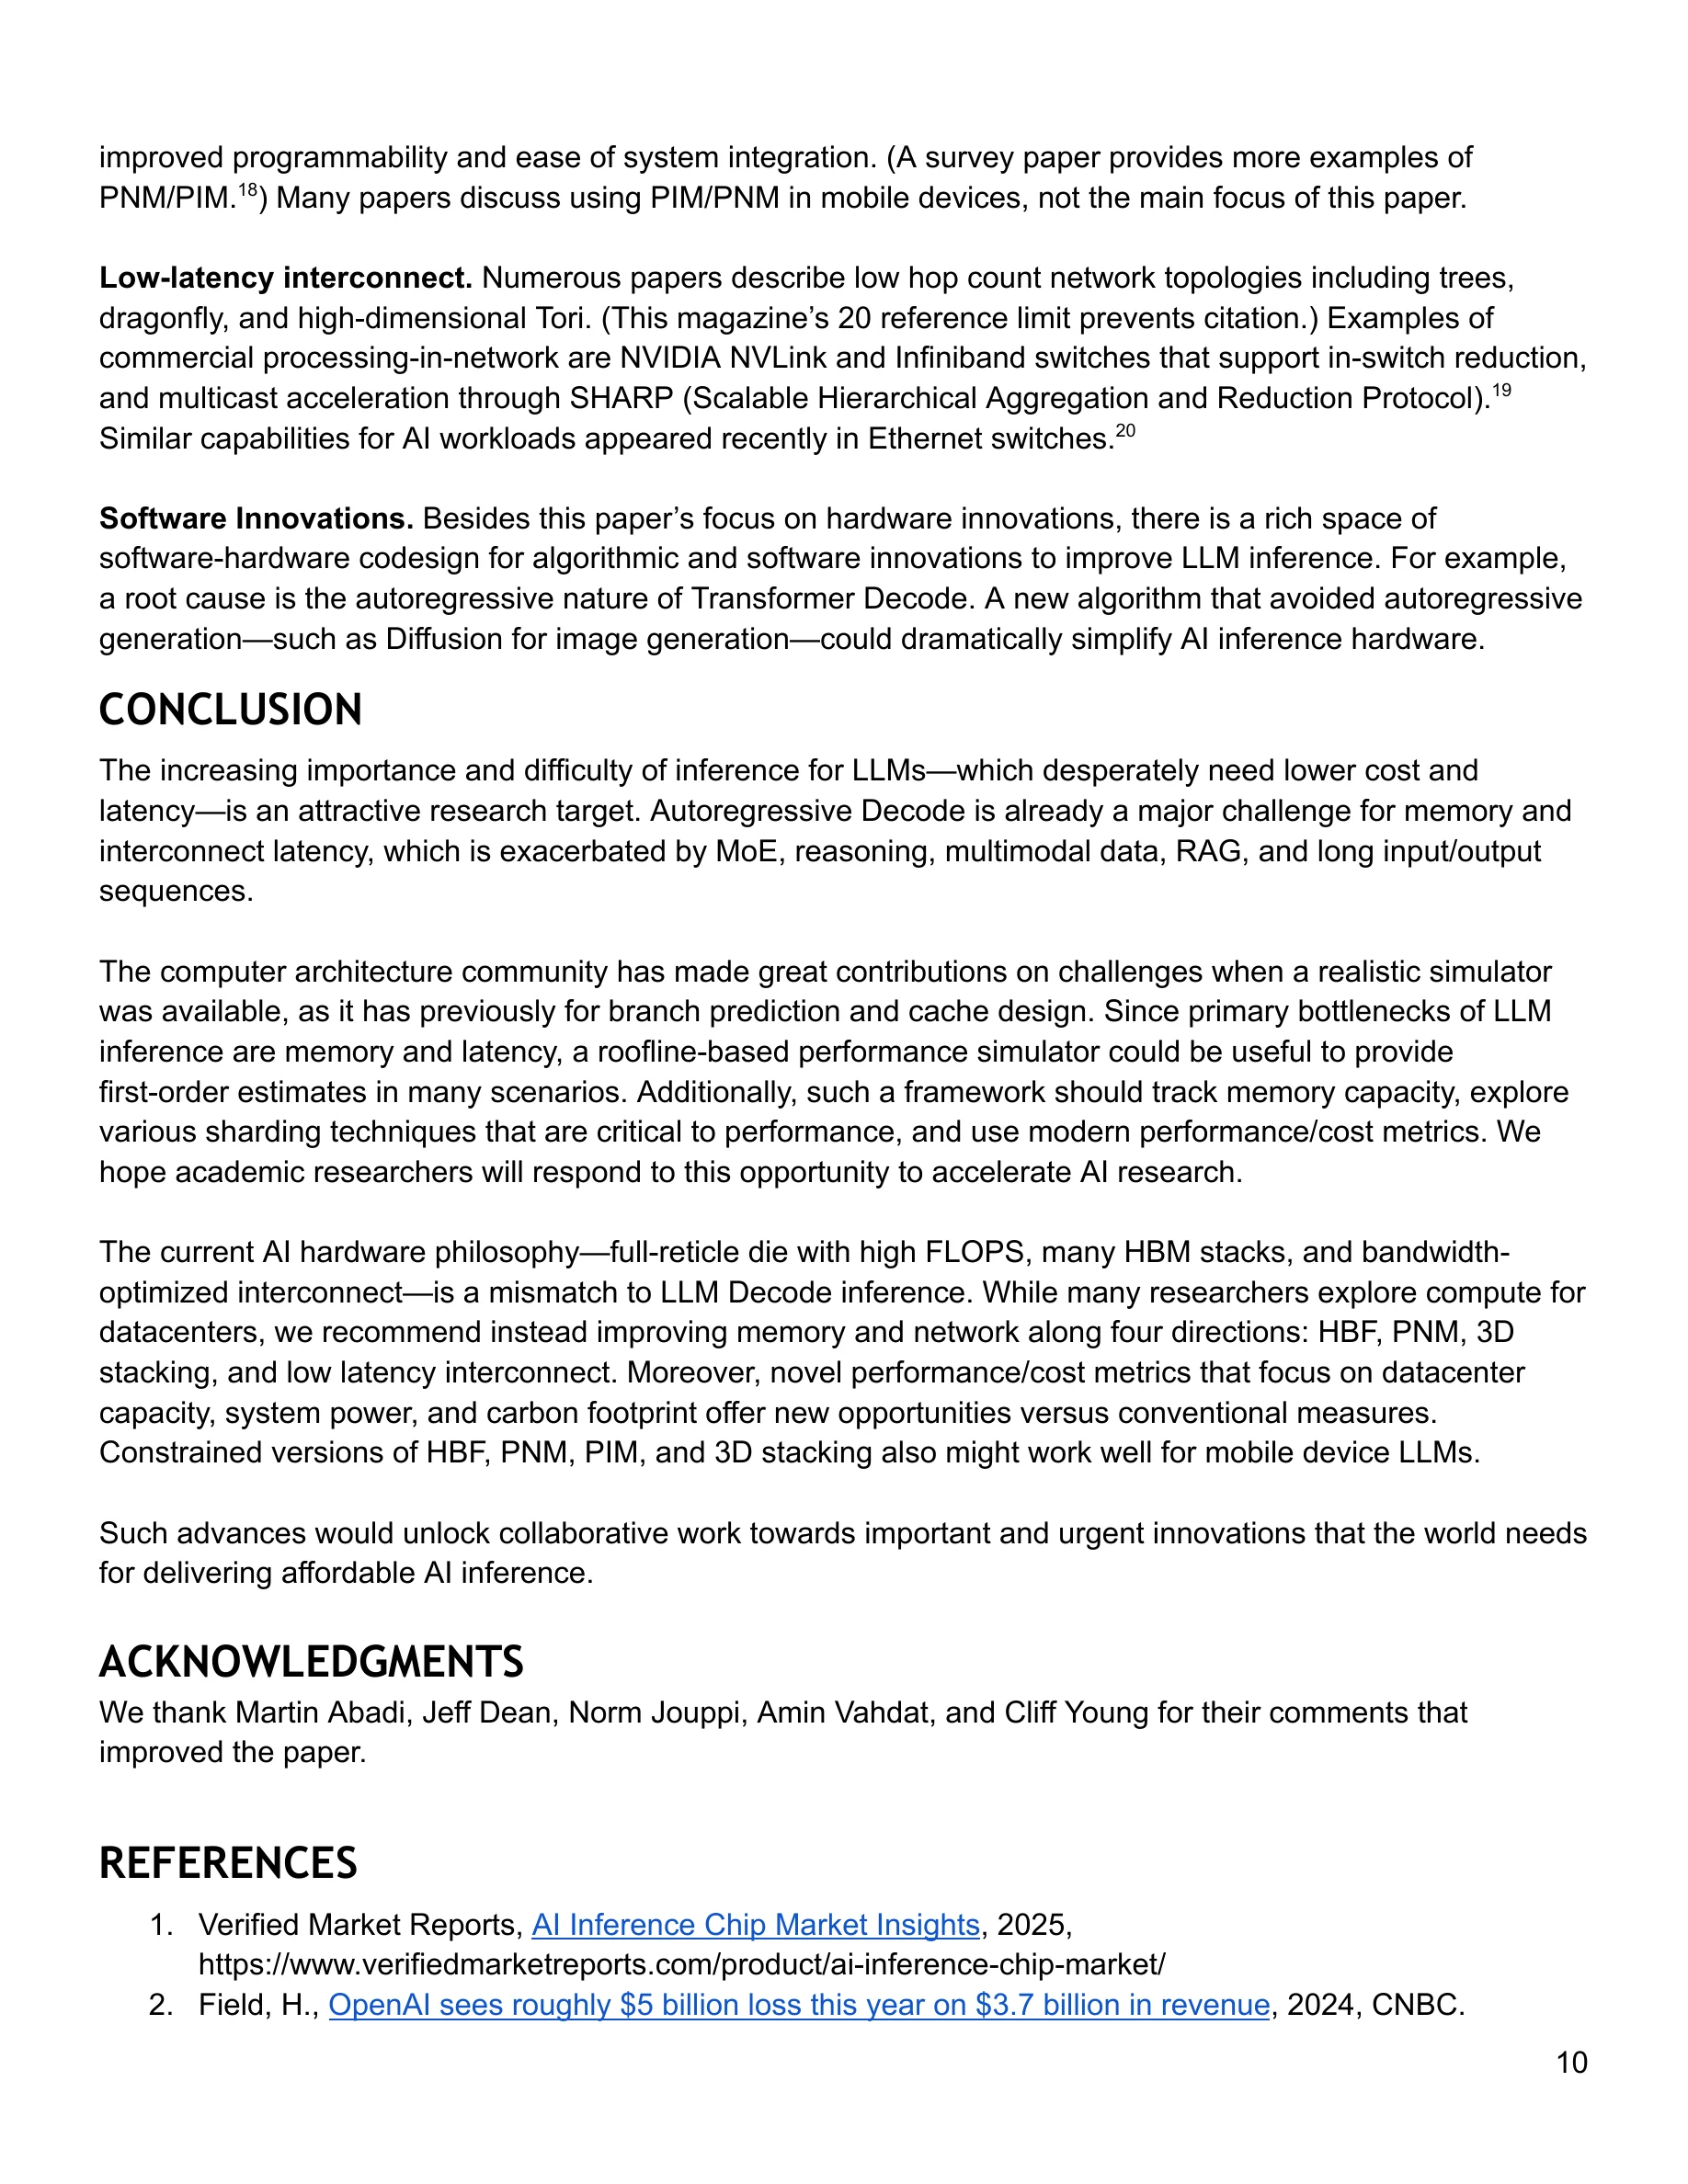 improved programmability and ease of system integration. (A survey paper provides more examples of
PNM/PIM.18) Many papers discuss using PIM/PNM in mobile devices, not the main focus of this paper.
Low-latency interconnect. Numerous papers describe low hop count network topologies including trees,
dragonfly, and high-dimensional Tori. (This magazine’s 20 reference limit prevents citation.) Examples of
commercial processing-in-network are NVIDIA NVLink and Infiniband switches that support in-switch reduction,
and multicast acceleration through SHARP (Scalable Hierarchical Aggregation and Reduction Protocol).19
Similar capabilities for AI workloads appeared recently in Ethernet switches.20
Software Innovations. Besides this paper’s focus on hardware innovations, there is a rich space of
software-hardware codesign for algorithmic and software innovations to improve LLM inference. For example,
a root cause is the autoregressive nature of Transformer Decode. A new algorithm that avoided autoregressive
generation—such as Diffusion for image generation—could dramatically simplify AI inference hardware.
CONCLUSION
The increasing importance and difficulty of inference for LLMs—which desperately need lower cost and
latency—is an attractive research target. Autoregressive Decode is already a major challenge for memory and
interconnect latency, which is exacerbated by MoE, reasoning, multimodal data, RAG, and long input/output
sequences.
The computer architecture community has made great contributions on challenges when a realistic simulator
was available, as it has previously for branch prediction and cache design. Since primary bottlenecks of LLM
inference are memory and latency, a roofline-based performance simulator could be useful to provide
first-order estimates in many scenarios. Additionally, such a framework should track memory capacity, explore
various sharding techniques that are critical to performance, and use modern performance/cost metrics. We
hope academic researchers will respond to this opportunity to accelerate AI research.
The current AI hardware philosophy—full-reticle die with high FLOPS, many HBM stacks, and bandwidth-
optimized interconnect—is a mismatch to LLM Decode inference. While many researchers explore compute for
datacenters, we recommend instead improving memory and network along four directions: HBF, PNM, 3D
stacking, and low latency interconnect. Moreover, novel performance/cost metrics that focus on datacenter
capacity, system power, and carbon footprint offer new opportunities versus conventional measures.
Constrained versions of HBF, PNM, PIM, and 3D stacking also might work well for mobile device LLMs.
Such advances would unlock collaborative work towards important and urgent innovations that the world needs
for delivering affordable AI inference.
ACKNOWLEDGMENTS
We thank Martin Abadi, Jeff Dean, Norm Jouppi, Amin Vahdat, and Cliff Young for their comments that
improved the paper.
REFERENCES
1. Verified Market Reports, AI Inference Chip Market Insights, 2025,
https://www.verifiedmarketreports.com/product/ai-inference-chip-market/
2. Field, H., OpenAI sees roughly $5 billion loss this year on $3.7 billion in revenue, 2024, CNBC.
10